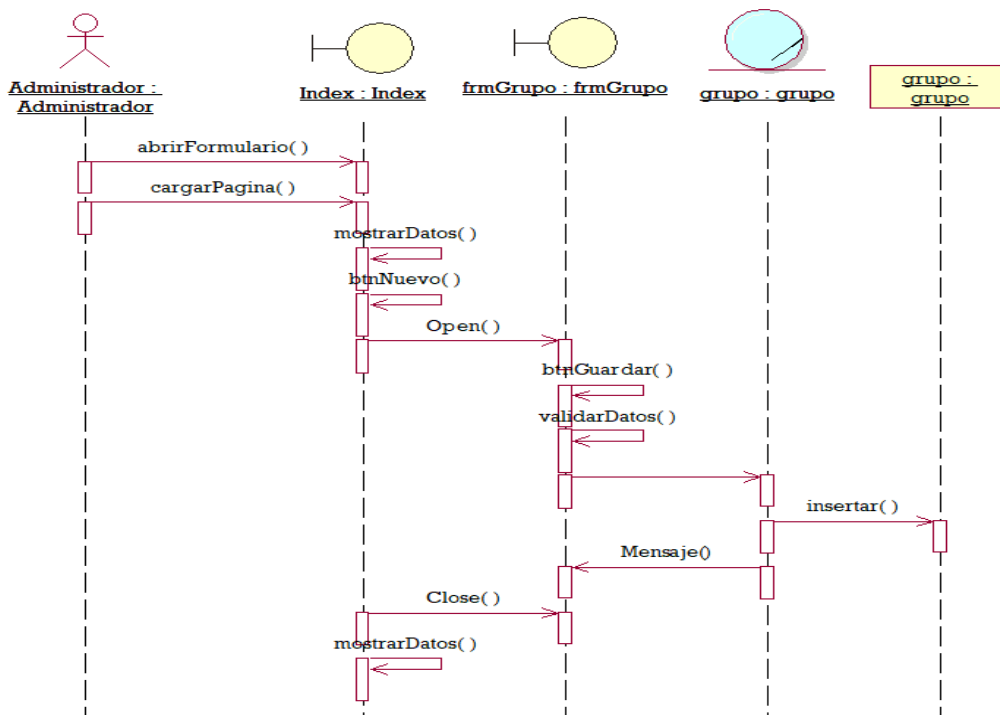 Administrador :
Administrador
Index : Index
frmGrupo : frmGrupo
grupo : grupo
grupo :
grupo
abrirFormulario( )
cargarPagina( )
mostrarDatos( )
btnNuevo( )
Open( )
btnGuardar( )
validarDatos( )
insertar( )
Mensaje()
Close( )
mostrarDatos( )